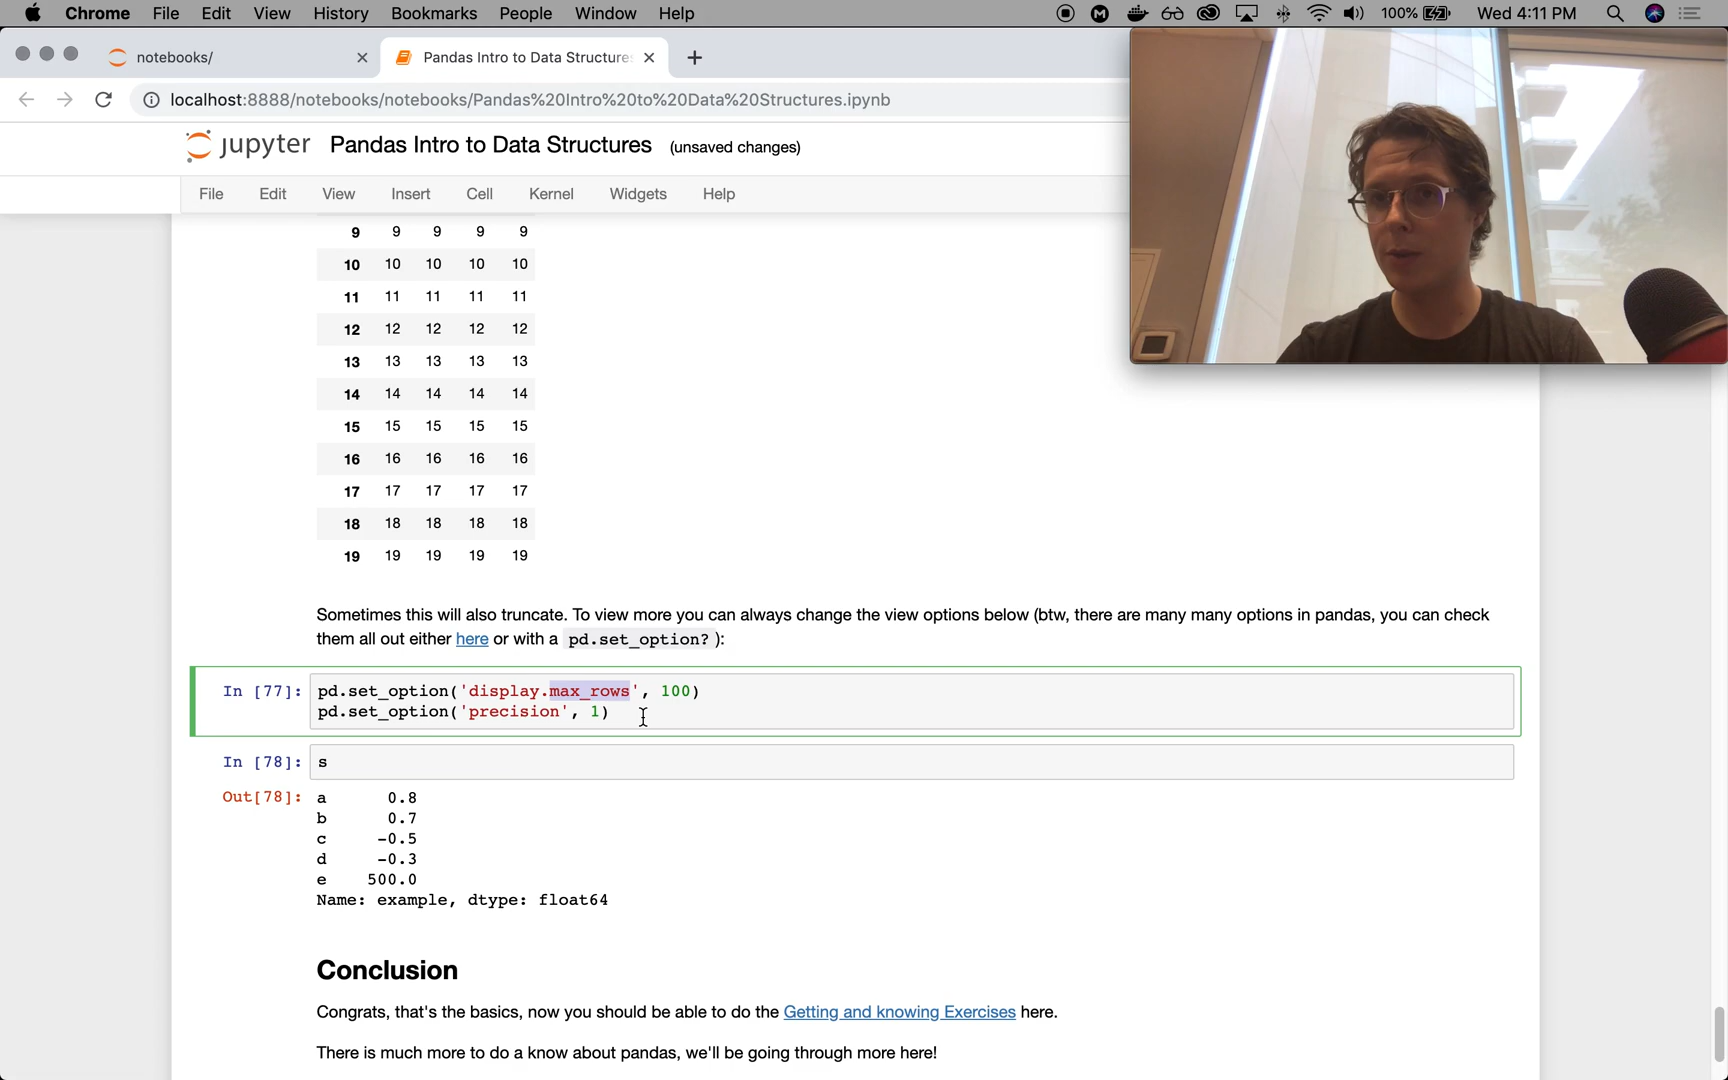 Chrome File Edit View History Bookmarks People Window Help 100% Wed 4:11 PM
notebooks/ Pandas Intro to Data Structures
localhost:8888/notebooks/notebooks/Pandas%20Intro%20to%20Data%20Structures.ipynb
jupyter Pandas Intro to Data Structures (unsaved changes)
File Edit View Insert Cell Kernel Widgets Help
9 9 9 9 9
10 10 10 10 10
11 11 11 11 11
12 12 12 12 12
13 13 13 13 13
14 14 14 14 14
15 15 15 15 15
16 16 16 16 16
17 17 17 17 17
18 18 18 18 18
19 19 19 19 19
Sometimes this will also truncate. To view more you can always change the view options below (btw, there are many many options in pandas, you can check
them all out either here or with a pd.set_option? ):
In [77]: pd.set_option('display.max_rows', 100)
pd.set_option('precision', 1)
In [78]: s
Out[78]: a 0.8
b 0.7
c -0.5
d -0.3
e 500.0
Name: example, dtype: float64
Conclusion
Congrats, that's the basics, now you should be able to do the Getting and knowing Exercises here.
There is much more to do a know about pandas, we'll be going through more here!